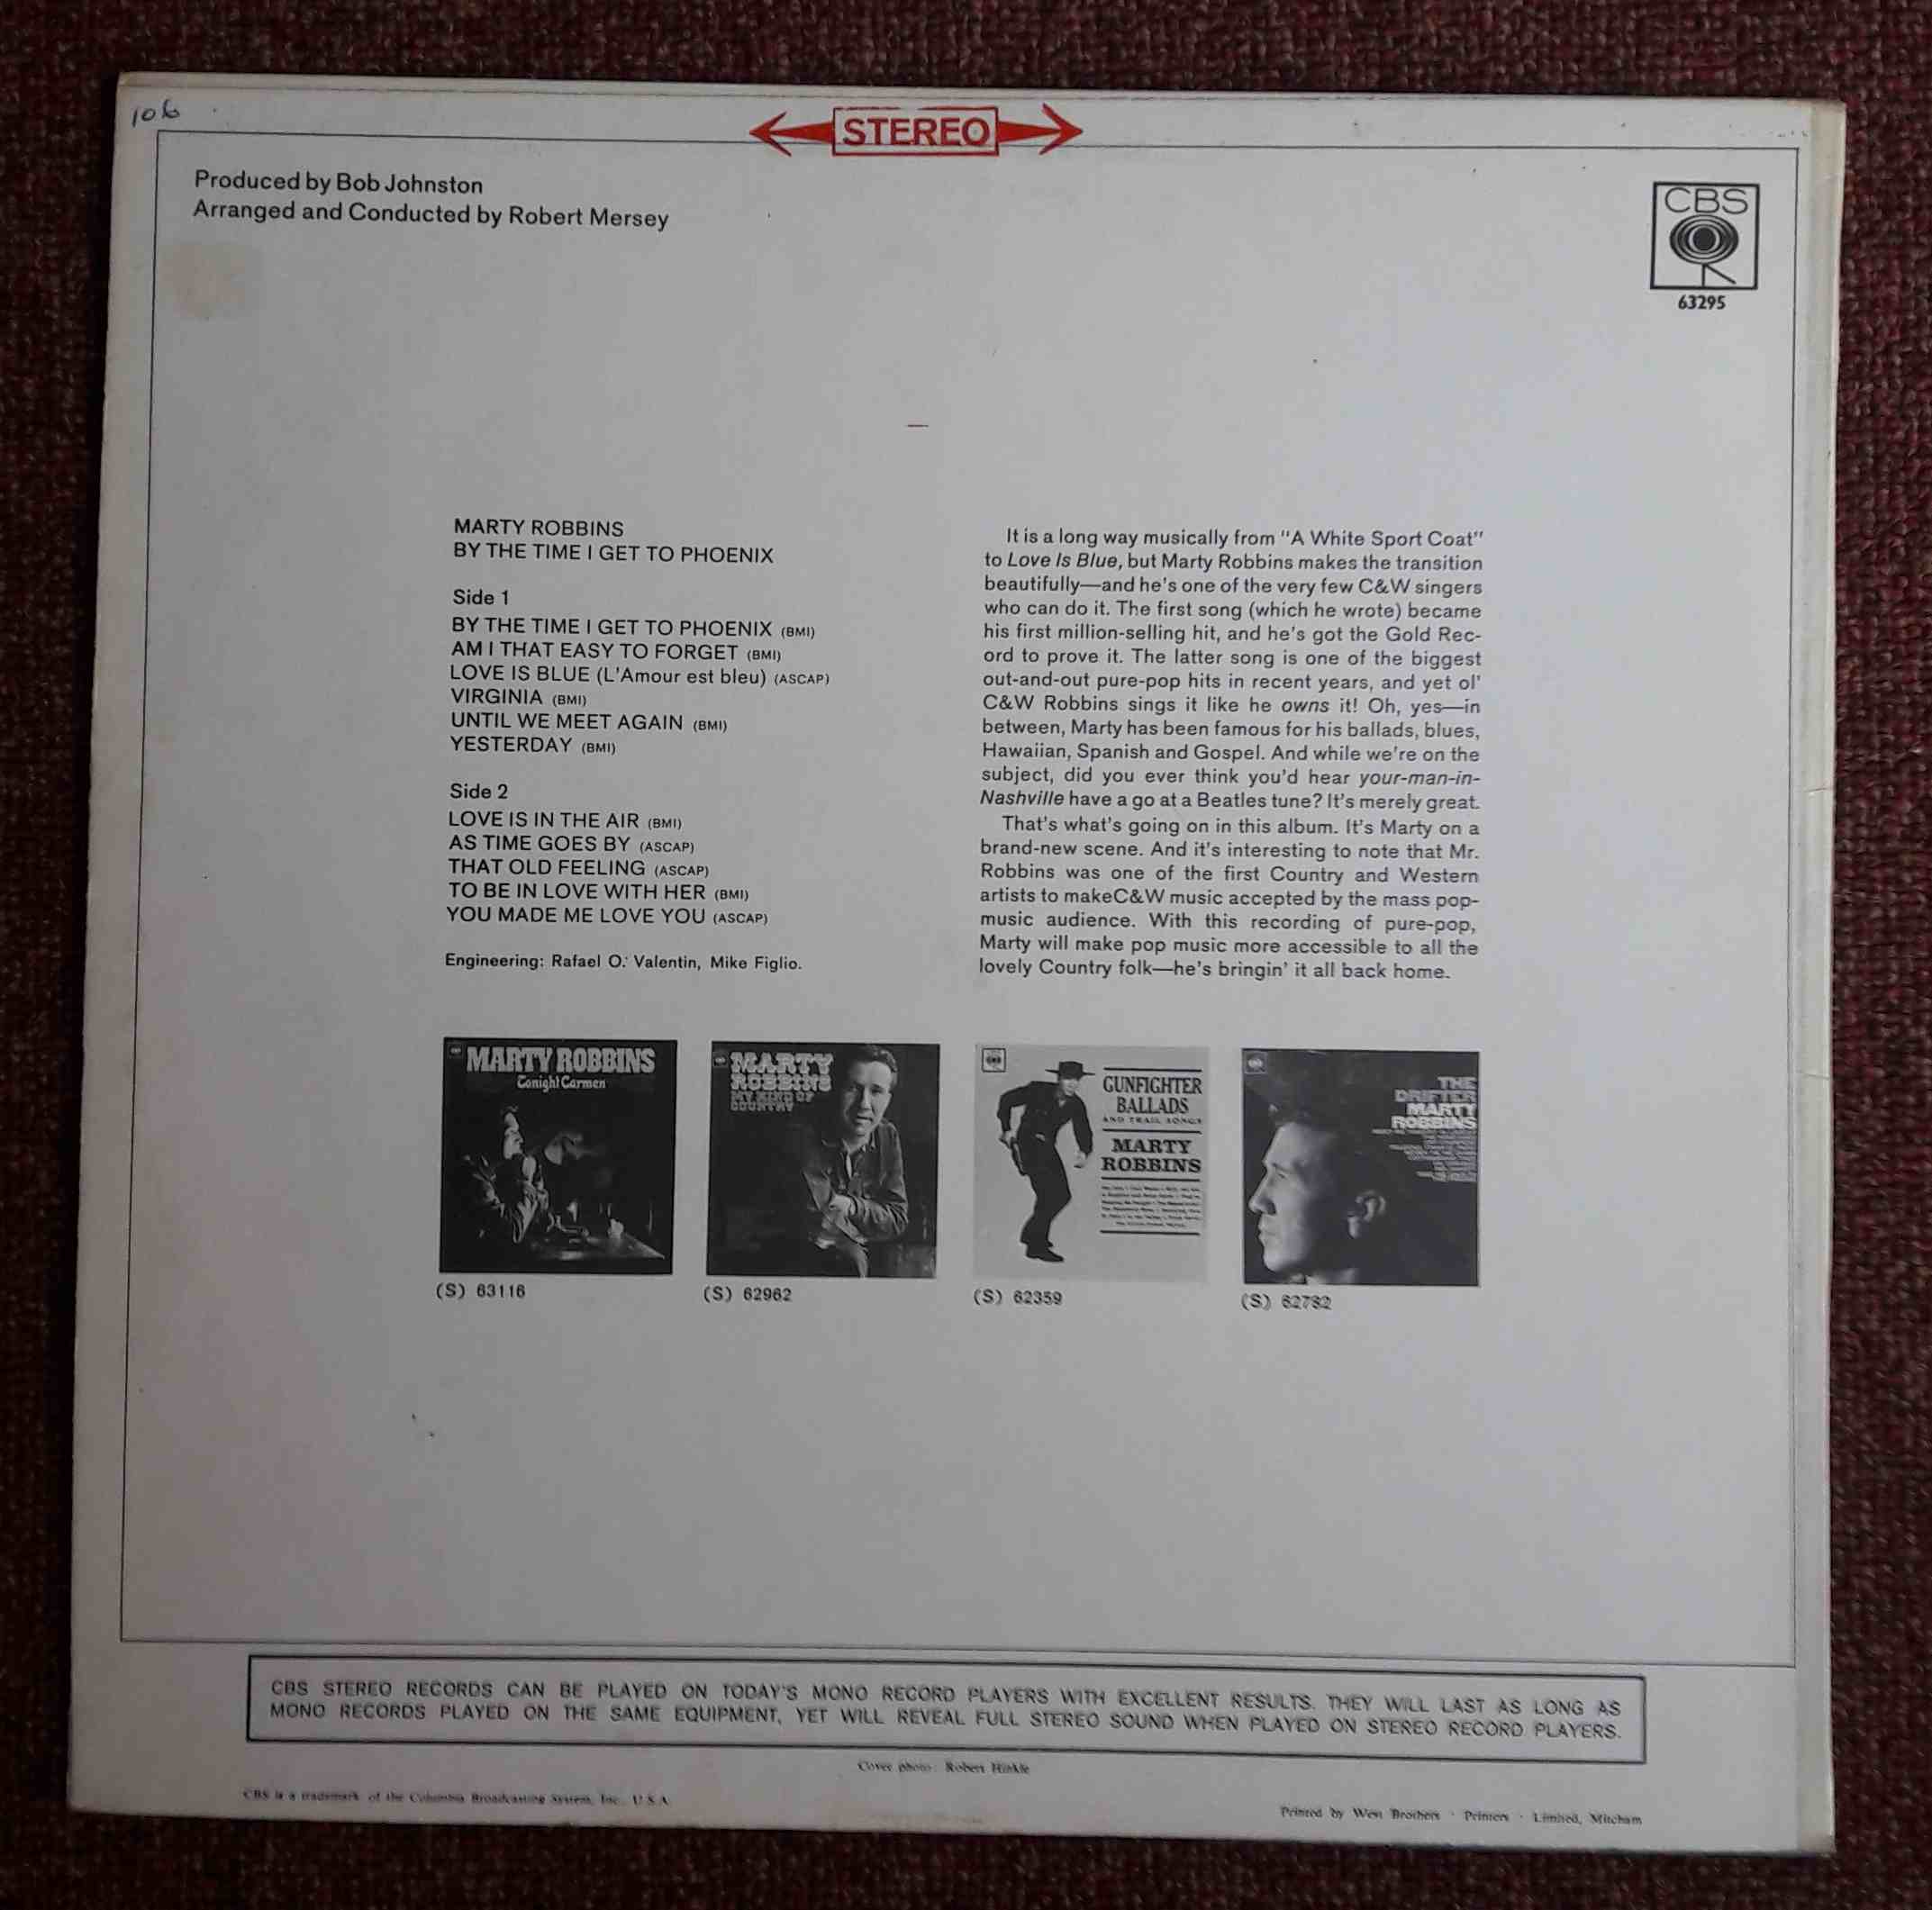 106
STEREO
Produced by Bob Johnston
Arranged and Conducted by Robert Mersey
CBS
63295
MARTY ROBBINS
BY THE TIME I GET TO PHOENIX
Side 1
BY THE TIME I GET TO PHOENIX (BMI)
AM I THAT EASY TO FORGET (BMI)
LOVE IS BLUE (L'Amour est bleu) (ASCAP)
VIRGINIA (BMI)
UNTIL WE MEET AGAIN (BMI)
YESTERDAY (BMI)
Side 2
LOVE IS IN THE AIR (BMI)
AS TIME GOES BY (ASCAP)
THAT OLD FEELING (ASCAP)
TO BE IN LOVE WITH HER (BMI)
YOU MADE ME LOVE YOU (ASCAP)
Engineering: Rafael O. Valentin, Mike Figlio.
It is a long way musically from "A White Sport Coat"
to Love Is Blue, but Marty Robbins makes the transition
beautifully—and he's one of the very few C&W singers
who can do it. The first song (which he wrote) became
his first million-selling hit, and he's got the Gold Rec-
ord to prove it. The latter song is one of the biggest
out-and-out pure-pop hits in recent years, and yet ol'
C&W Robbins sings it like he owns it! Oh, yes—in
between, Marty has been famous for his ballads, blues,
Hawaiian, Spanish and Gospel. And while we're on the
subject, did you ever think you'd hear your-man-in-
Nashville have a go at a Beatles tune? It's merely great.
That's what's going on in this album. It's Marty on a
brand-new scene. And it's interesting to note that Mr.
Robbins was one of the first Country and Western
artists to makeC&W music accepted by the mass pop-
music audience. With this recording of pure-pop,
Marty will make pop music more accessible to all the
lovely Country folk—he's bringin' it all back home.
MARTY ROBBINS
Tonight Carmen
(S) 63116
MARTY
ROBBINS
MY KIND OF
COUNTRY
(S) 62962
GUNFIGHTER
BALLADS
AND TRAIL SONGS
MARTY
ROBBINS
(S) 62359
THE
DRIFTER
MARTY
ROBBINS
(S) 62782
CBS STEREO RECORDS CAN BE PLAYED ON TODAY'S MONO RECORD PLAYERS WITH EXCELLENT RESULTS. THEY WILL LAST AS LONG AS
MONO RECORDS PLAYED ON THE SAME EQUIPMENT, YET WILL REVEAL FULL STEREO SOUND WHEN PLAYED ON STEREO RECORD PLAYERS.
Cover photo: Robert Hinkle
CBS is a trademark of the Columbia Broadcasting System, Inc., U.S.A.
Printed by West Brothers · Printers · Limited, Mitcham